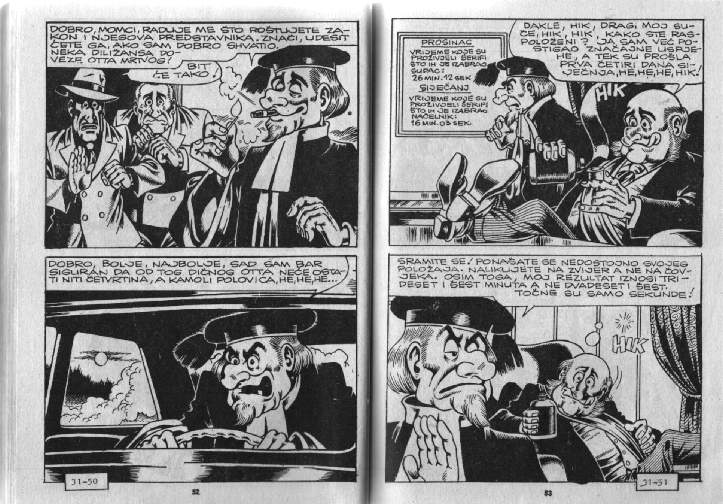 DOBRO, MOMCI, RADUJE ME ŠTO POŠTUJETE ZA-
KON I NJEGOVA PREDSTAVNIKA. ZNAČI, UDESIT
ĆETE GA, AKO SAM DOBRO SHVATIO.
NEKA DILIŽANSA DO-
VEZE OTTA MRTVOG!
BIT
ĆE TAKO.
DOBRO, BOLJE, NAJBOLJE, SAD SAM BAR
SIGURAN DA OD TOG DIČNOG OTTA NEĆE OSTA-
TI NITI ČETVRTINA, A KAMOLI POLOVICA, HE, HE, HE...
31-50
52
DAKLE, HIK, DRAGI MOJ SU-
ČE, HIK, HIK, KAKO STE RAS-
POLOŽENI? JA SAM VEĆ PO-
STIGAO ZNAČAJNE USPJE-
HE, A TEK SU PROŠLA
PRVA ČETIRI DANA SI-
JEČNJA, HE, HE, HE, HIK!
PROSINAC
VRIJEME KOJE SU
PROŽIVJELI ŠERIFI
ŠTO IH JE IZABRAO
SUDAC:
26 MIN. 12 SEK.
SIJEČANJ
VRIJEME KOJE SU
PROŽIVJELI ŠERIFI
ŠTO IH JE IZABRAO
NAČELNIK:
16 MIN. 03 SEK.
HIK
SRAMITE SE! PONAŠATE SE NEDOSTOJNO SVOJEG
POLOŽAJA. NALIKUJETE NA ZVIJER A NE NA ČOV-
JEKA. OSIM TOGA, MOJ REZULTAT IZNOSI TRI-
DESET I ŠEST MINUTA A NE DVADESET I ŠEST.
TOČNE SU SAMO SEKUNDE!
HIK
31-51
53